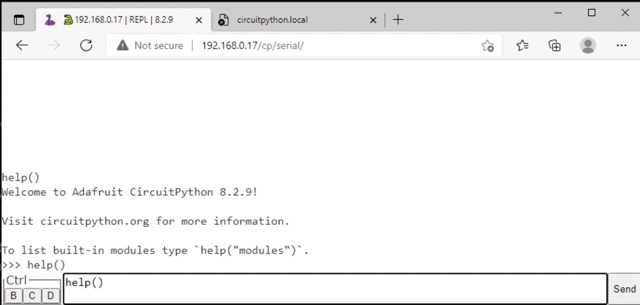 192.168.0.17 | REPL | 8.2.9
circuitpython.local
Not secure | 192.168.0.17/cp/serial/
help()
Welcome to Adafruit CircuitPython 8.2.9!
Visit circuitpython.org for more information.
To list built-in modules type `help("modules")`.
>>> help()
Ctrl
B C D
help()
Send